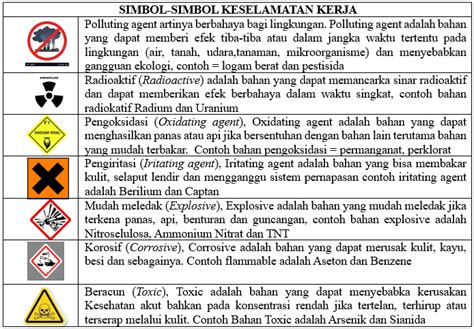 SIMBOL-SIMBOL KESELAMATAN KERJA
Polluting agent artinya berbahaya bagi lingkungan. Polluting agent adalah bahan
yang dapat memberi efek tiba-tiba atau dalam jangka waktu tertentu pada
lingkungan (air, tanah, udara,tanaman, mikroorganisme) dan menyebabkan
gangguan ekologi, contoh = logam berat dan pestisida
Radioaktif (Radioactive) adalah bahan yang dapat memancarka sinar radioaktif
dan dapat memberikan efek berbahaya dalam waktu singkat, contoh bahan
radiokatif Radium dan Uranium
Pengoksidasi (Oxidating agent), Oxidating agent adalah bahan yang dapat
menghasilkan panas atau api jika bersentuhan dengan bahan lain terutama bahan
yang mudah terbakar. Contoh bahan pengoksidasi = permanganat, perklorat
Pengiritasi (Iritating agent), Iritating agent adalah bahan yang bisa membakar
kulit, selaput lendir dan mengganggu sistem pernapasan contoh iritating agent
adalah Berilium dan Captan
Mudah meledak (Explosive), Explosive adalah bahan yang mudah meledak jika
terkena panas, api, benturan dan guncangan, contoh bahan explosive adalah
Nitroselulosa, Ammonium Nitrat dan TNT
Korosif (Corrosive), Corrosive adalah bahan yang dapat merusak kulit, kayu,
besi dan sebagainya. Contoh flammable adalah Aseton dan Benzene
Beracun (Toxic), Toxic adalah bahan yang dapat menyebabkan kerusakan
Kesehatan akut bahkan pada konsentrasi rendah jika tertelan, terhirup atau
terserap melalui kulit. Contoh Bahan Toxic adalah Arsenik dan Sianida